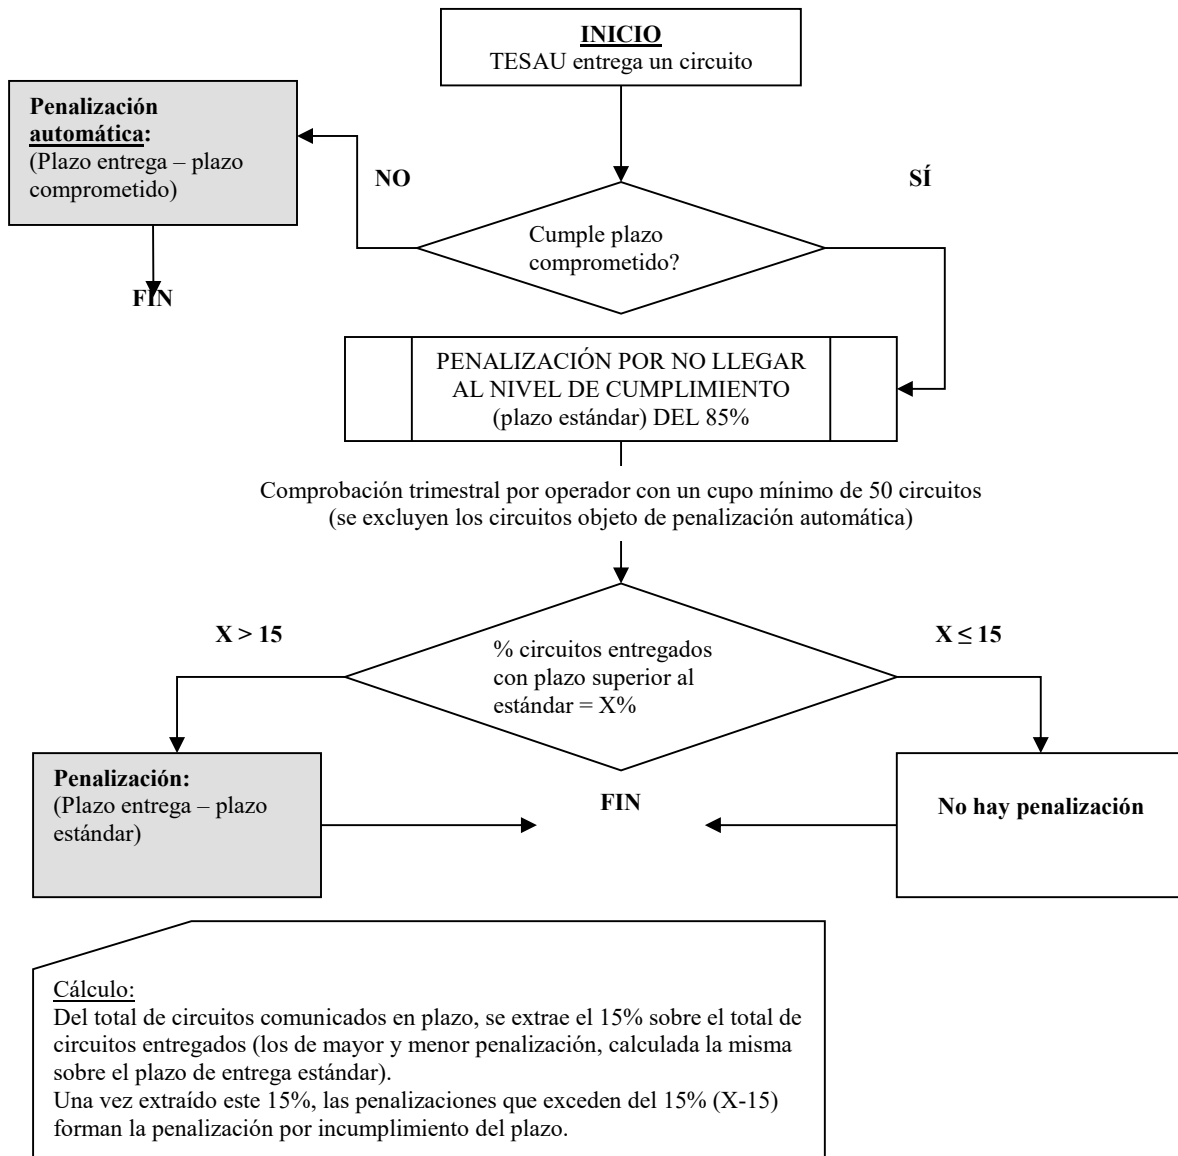 INICIO
TESAU entrega un circuito
Penalización
automática:
(Plazo entrega – plazo
comprometido)
NO
SÍ
Cumple plazo
comprometido?
FIN
PENALIZACIÓN POR NO LLEGAR
AL NIVEL DE CUMPLIMIENTO
(plazo estándar) DEL 85%
Comprobación trimestral por operador con un cupo mínimo de 50 circuitos
(se excluyen los circuitos objeto de penalización automática)
X > 15
X ≤ 15
% circuitos entregados
con plazo superior al
estándar = X%
Penalización:
(Plazo entrega – plazo
estándar)
FIN
No hay penalización
Cálculo:
Del total de circuitos comunicados en plazo, se extrae el 15% sobre el total de
circuitos entregados (los de mayor y menor penalización, calculada la misma
sobre el plazo de entrega estándar).
Una vez extraído este 15%, las penalizaciones que exceden del 15% (X-15)
forman la penalización por incumplimiento del plazo.